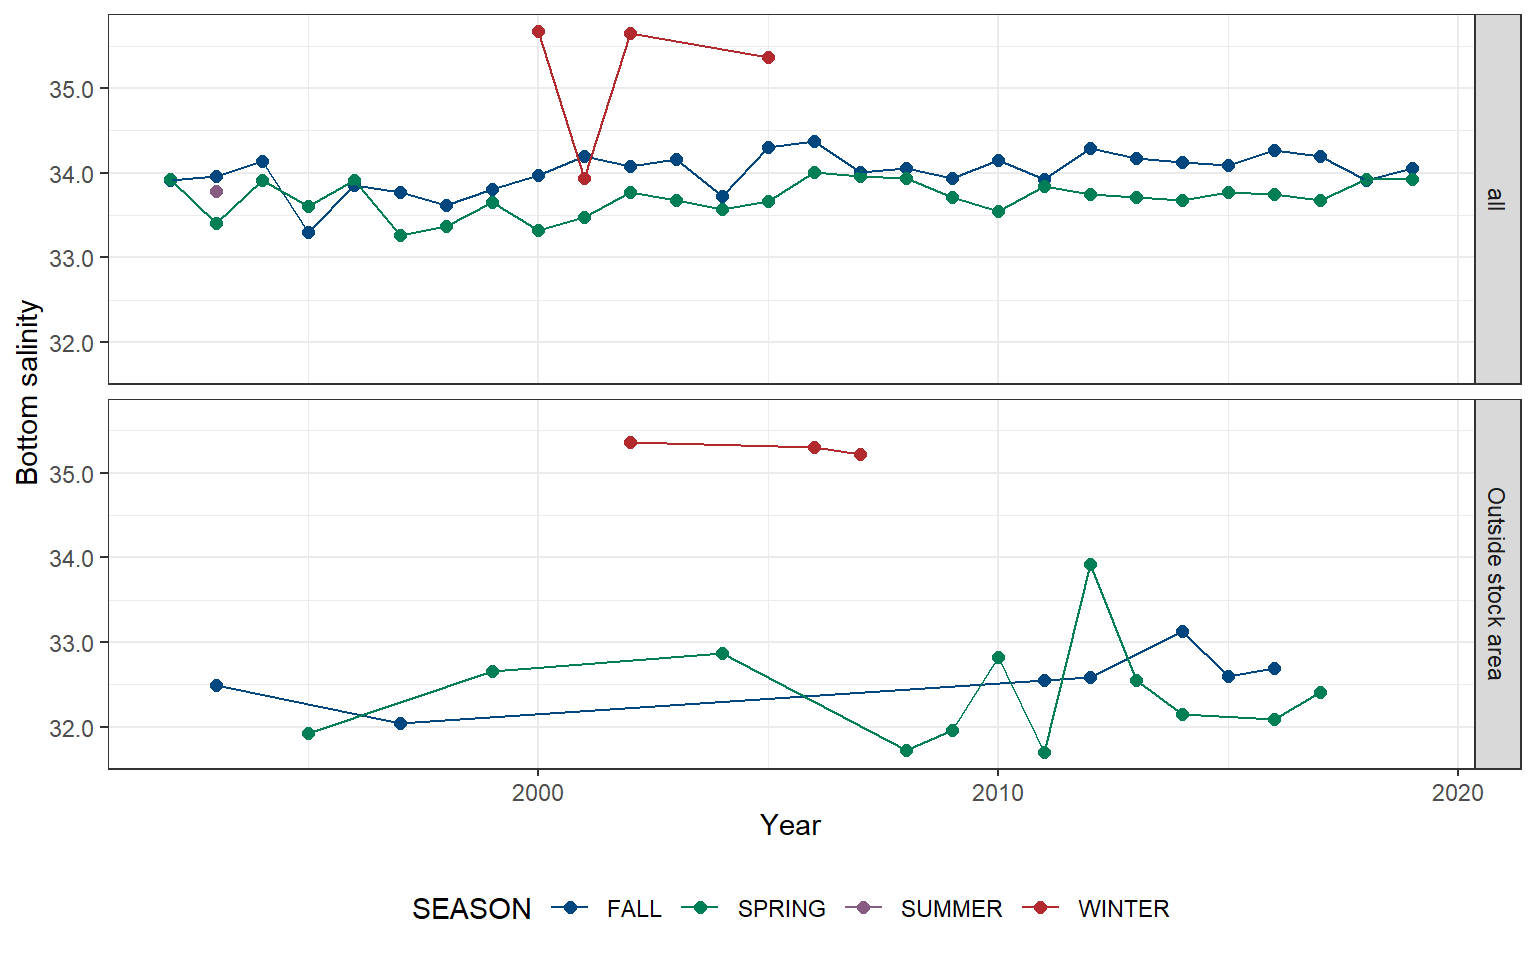 35.0
34.0
33.0
32.0
all
Bottom salinity
35.0
34.0
33.0
32.0
Outside stock area
2000 2010 2020
Year
SEASON FALL SPRING SUMMER WINTER